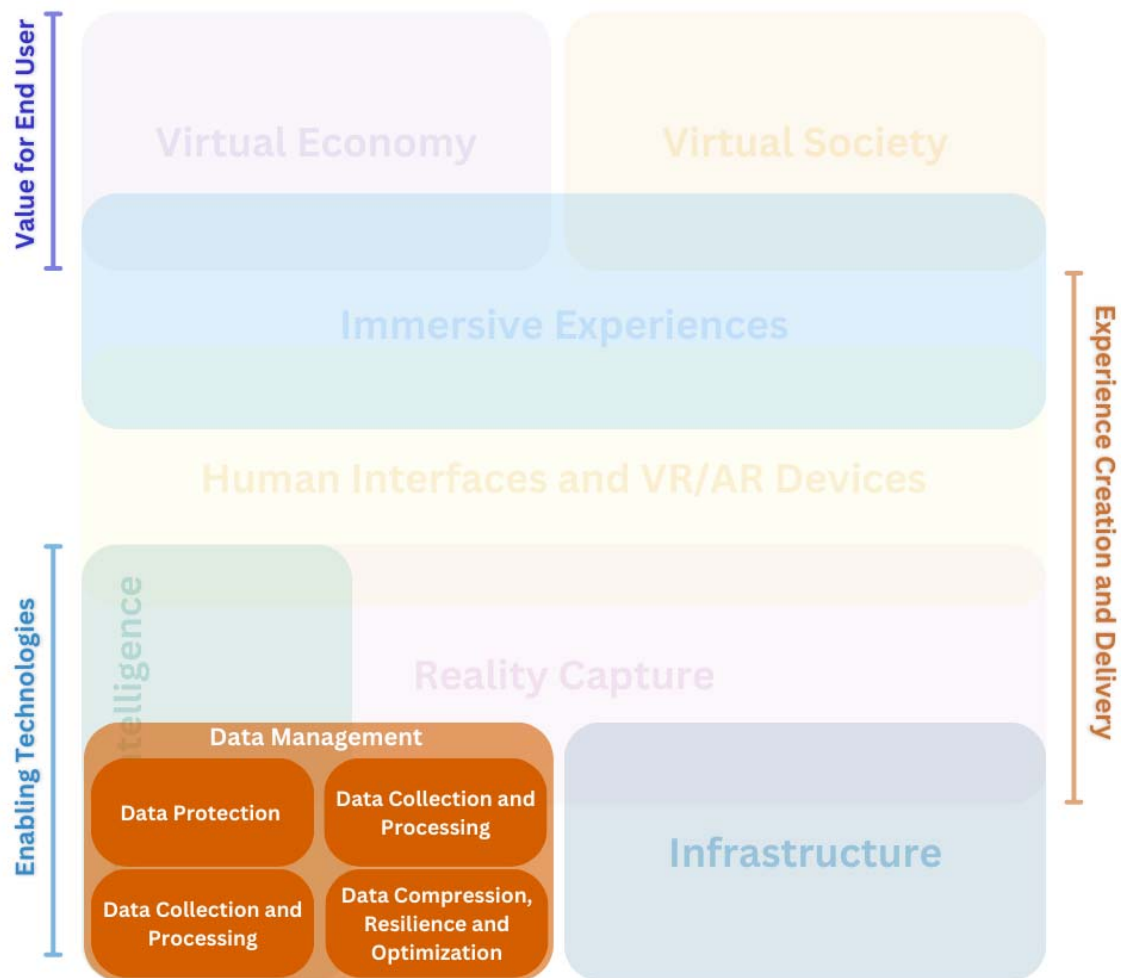 Value for End User
Virtual Economy
Virtual Society
Immersive Experiences
Human Interfaces and VR/AR Devices
Experience Creation and Delivery
Enabling Technologies
telligence
Reality Capture
Data Management
Data Protection
Data Collection and
Processing
Data Collection and
Processing
Data Compression,
Resilience and
Optimization
Infrastructure